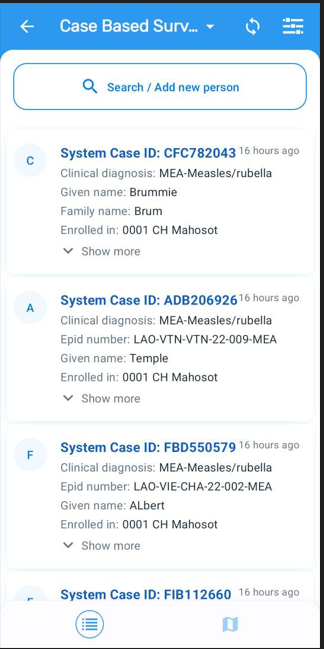 Case Based Surv...
Search / Add new person
C
System Case ID: CFC782043 16 hours ago
Clinical diagnosis: MEA-Measles/rubella
Given name: Brummie
Family name: Brum
Enrolled in: 0001 CH Mahosot
Show more
A
System Case ID: ADB206926 16 hours ago
Clinical diagnosis: MEA-Measles/rubella
Epid number: LAO-VTN-VTN-22-009-MEA
Given name: Temple
Enrolled in: 0001 CH Mahosot
Show more
F
System Case ID: FBD550579 16 hours ago
Clinical diagnosis: MEA-Measles/rubella
Epid number: LAO-VIE-CHA-22-002-MEA
Given name: ALbert
Enrolled in: 0001 CH Mahosot
Show more
System Case ID: FIB112660 16 hours ago